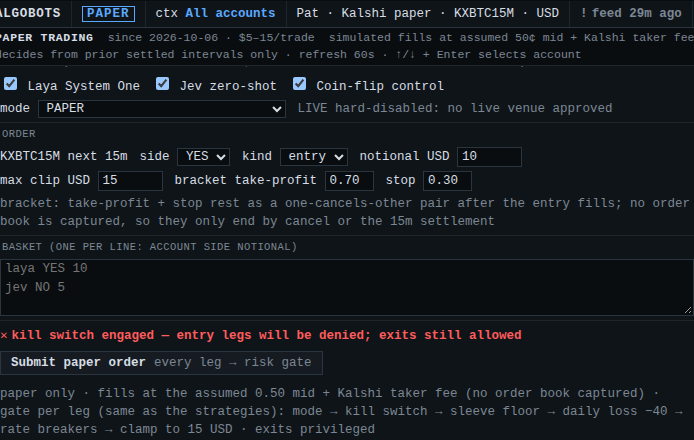 ALGOBOTS PAPER ctx All accounts Pat · Kalshi paper · KXBTC15M · USD ! feed 29m ago
PAPER TRADING since 2026-10-06 · $5–15/trade simulated fills at assumed 50¢ mid + Kalshi taker fee
decides from prior settled intervals only · refresh 60s · ↑/↓ + Enter selects account
Laya System One Jev zero-shot Coin-flip control
mode PAPER LIVE hard-disabled: no live venue approved
ORDER
KXBTC15M next 15m side YES kind entry notional USD 10
max clip USD 15 bracket take-profit 0.70 stop 0.30
bracket: take-profit + stop rest as a one-cancels-other pair after the entry fills; no order
book is captured, so they only end by cancel or the 15m settlement
BASKET (ONE PER LINE: ACCOUNT SIDE NOTIONAL)
laya YES 10
jev NO 5
× kill switch engaged — entry legs will be denied; exits still allowed
Submit paper order every leg → risk gate
paper only · fills at the assumed 0.50 mid + Kalshi taker fee (no order book captured) ·
gate per leg (same as the strategies): mode → kill switch → sleeve floor → daily loss −40 →
rate breakers → clamp to 15 USD · exits privileged